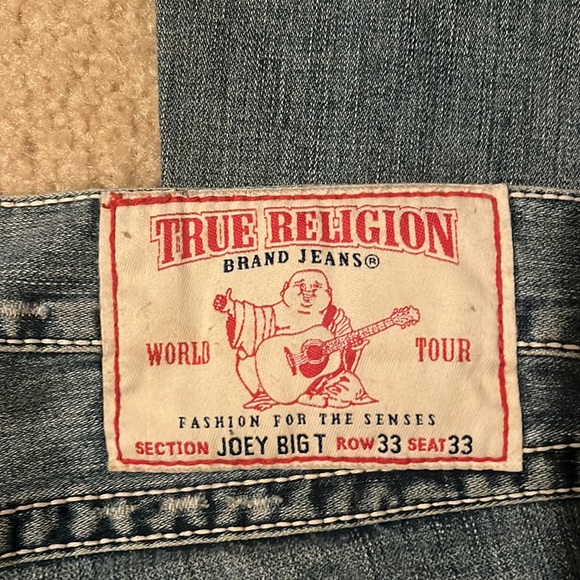 TRUE RELIGION
BRAND JEANS®
WORLD TOUR
FASHION FOR THE SENSES
SECTION JOEY BIG T ROW 33 SEAT 33